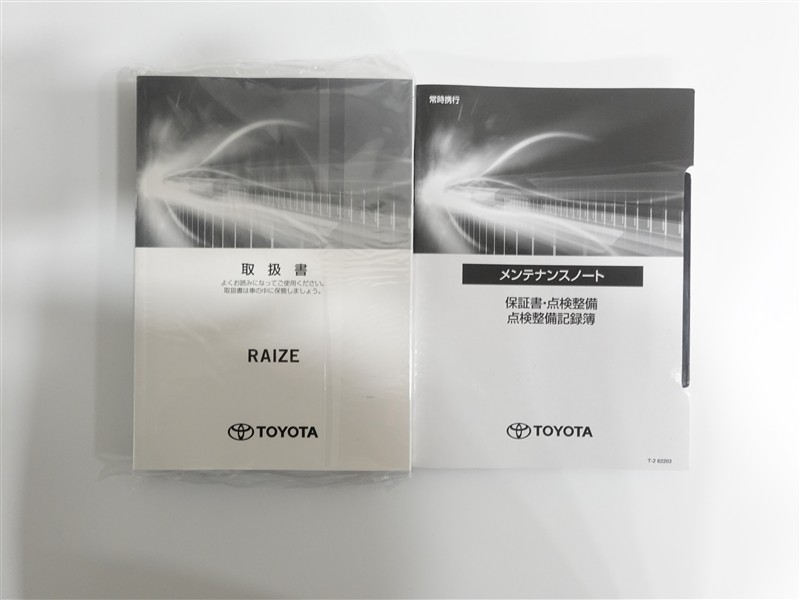 取扱書
よくお読みになってご使用ください。
取扱書は車の中に保管しましょう。
RAIZE
TOYOTA
常時携行
メンテナンスノート
保証書・点検整備
点検整備記録簿
TOYOTA
T-2 62203